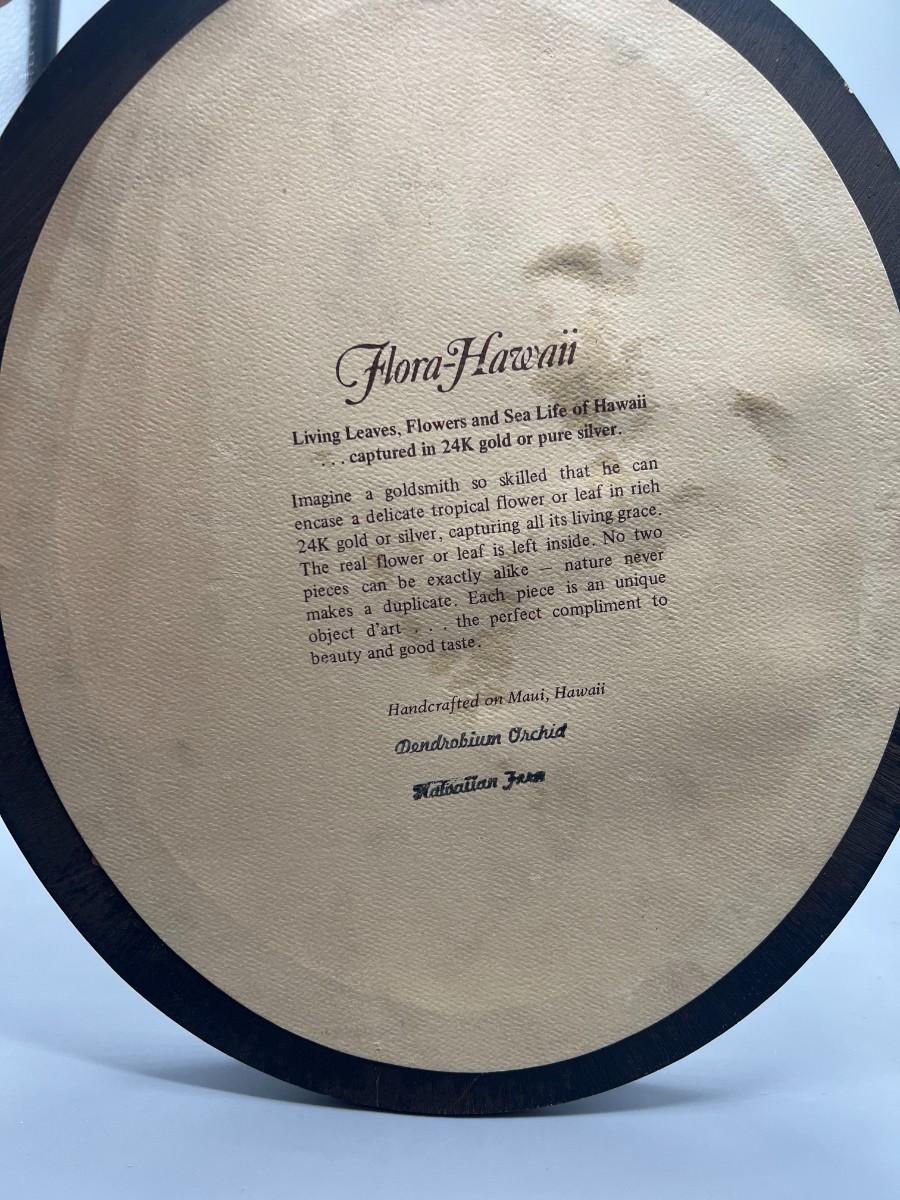 Flora-Hawaii
Living Leaves, Flowers and Sea Life of Hawaii
. . . captured in 24K gold or pure silver.
Imagine a goldsmith so skilled that he can
encase a delicate tropical flower or leaf in rich
24K gold or silver, capturing all its living grace.
The real flower or leaf is left inside. No two
pieces can be exactly alike — nature never
makes a duplicate. Each piece is an unique
object d'art . . . the perfect compliment to
beauty and good taste.
Handcrafted on Maui, Hawaii
Dendrobium Orchid
Hawaiian Fern